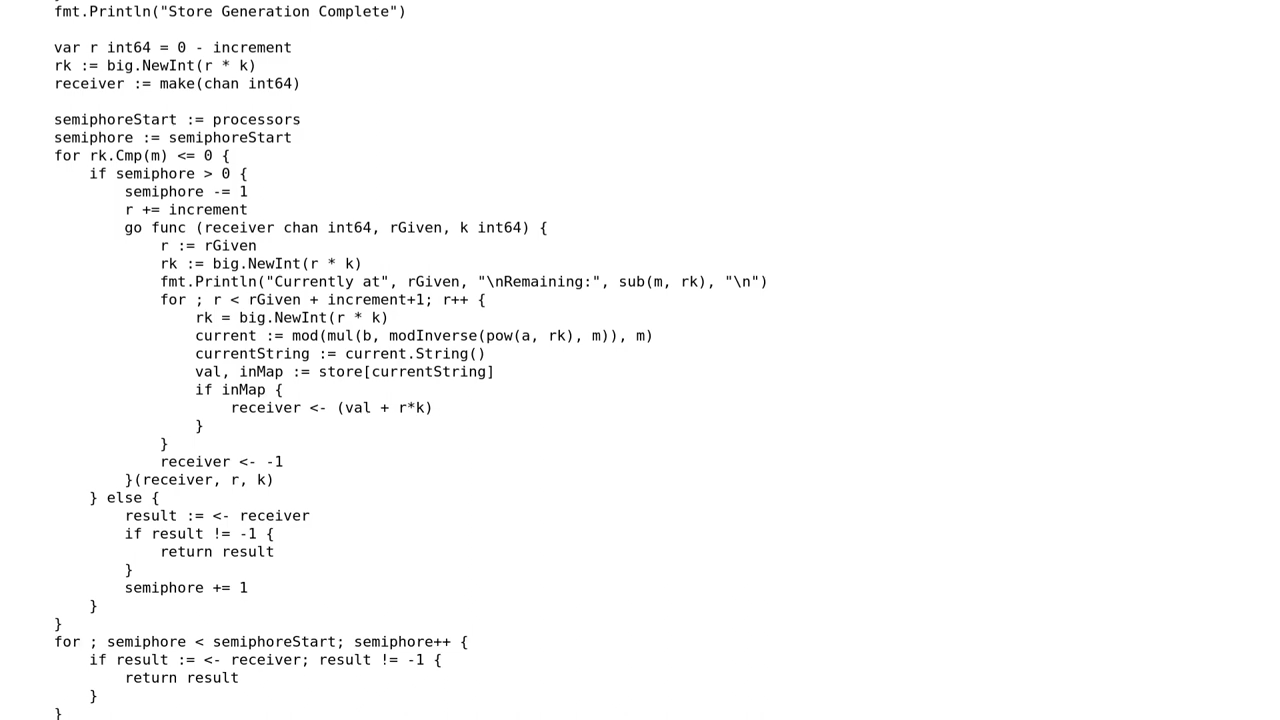 fmt.Println("Store Generation Complete")

var r int64 = 0 - increment
rk := big.NewInt(r * k)
receiver := make(chan int64)

semiphoreStart := processors
semiphore := semiphoreStart
for rk.Cmp(m) <= 0 {
    if semiphore > 0 {
        semiphore -= 1
        r += increment
        go func (receiver chan int64, rGiven, k int64) {
            r := rGiven
            rk := big.NewInt(r * k)
            fmt.Println("Currently at", rGiven, "\nRemaining:", sub(m, rk), "\n")
            for ; r < rGiven + increment+1; r++ {
                rk = big.NewInt(r * k)
                current := mod(mul(b, modInverse(pow(a, rk), m)), m)
                currentString := current.String()
                val, inMap := store[currentString]
                if inMap {
                    receiver <- (val + r*k)
                }
            }
            receiver <- -1
        }(receiver, r, k)
    } else {
        result := <- receiver
        if result != -1 {
            return result
        }
        semiphore += 1
    }
}
for ; semiphore < semiphoreStart; semiphore++ {
    if result := <- receiver; result != -1 {
        return result
    }
}